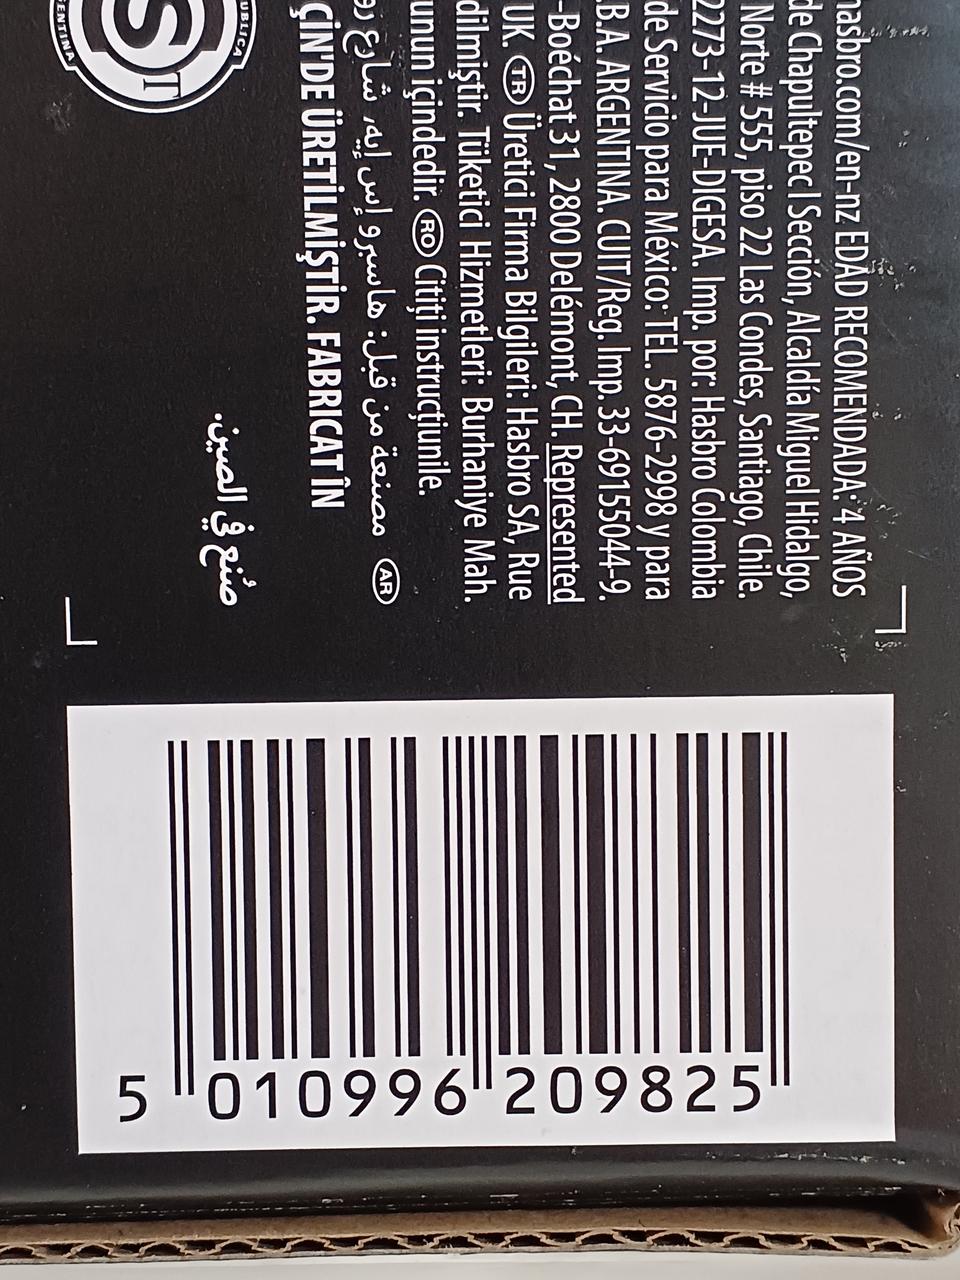 hasbro.com/en-nz EDAD RECOMENDADA: 4 AÑOS
de Chapultepec I Sección, Alcaldía Miguel Hidalgo,
Norte # 555, piso 22 Las Condes, Santiago, Chile.
2273-12-JUE-DIGESA. Imp. por: Hasbro Colombia
de Servicio para México: TEL. 5876-2998 y para
B.A. ARGENTINA. CUIT/Reg. Imp. 33-69155044-9.
-Boéchat 31, 2800 Delémont, CH. Represented
UK. TR Üretici Firma Bilgileri: Hasbro SA, Rue
dilmiştir. Tüketici Hizmetleri: Burhaniye Mah.
umun içindedir. RO Citiți instrucțiunile.
AR مصنعة من قبل: هاسبرو إس إيه، شارع رو
ÇİN'DE ÜRETİLMİŞTİR. FABRICAT ÎN
صُنع في الصين.
5 010996 209825